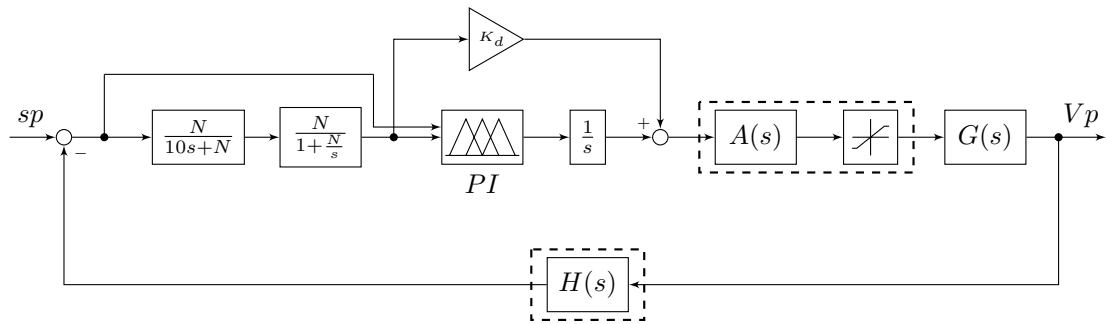 K_d
sp
−
N/(10s+N)
N/(1+N/s)
PI
1/s
+
A(s)
G(s)
Vp
H(s)